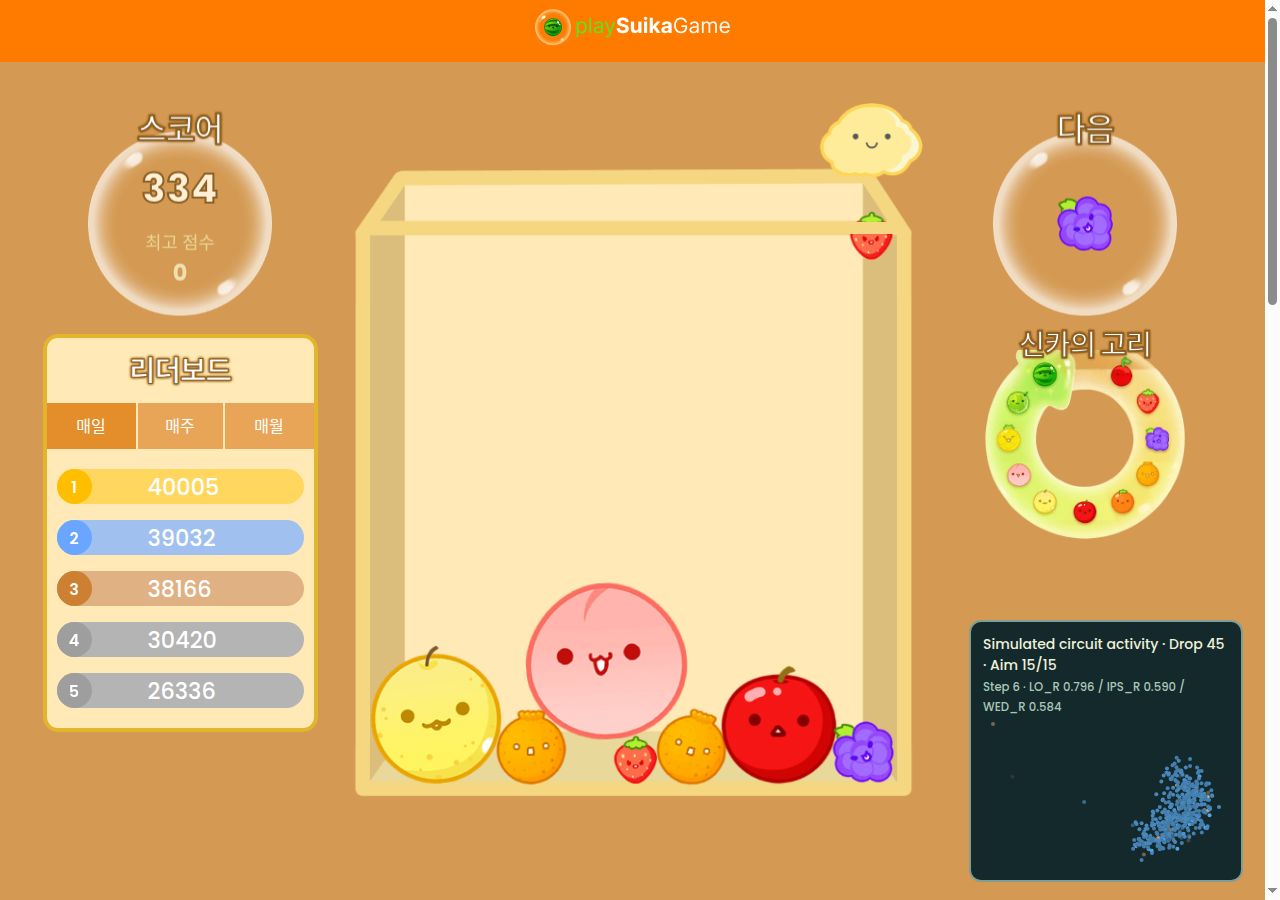 playSuikaGame
스코어
334
최고 점수
0
다음
리더보드
매일 매주 매월
1 40005
2 39032
3 38166
4 30420
5 26336
신카의 고리
Simulated circuit activity · Drop 45
· Aim 15/15
Step 6 · LO_R 0.796 / IPS_R 0.590 /
WED_R 0.584